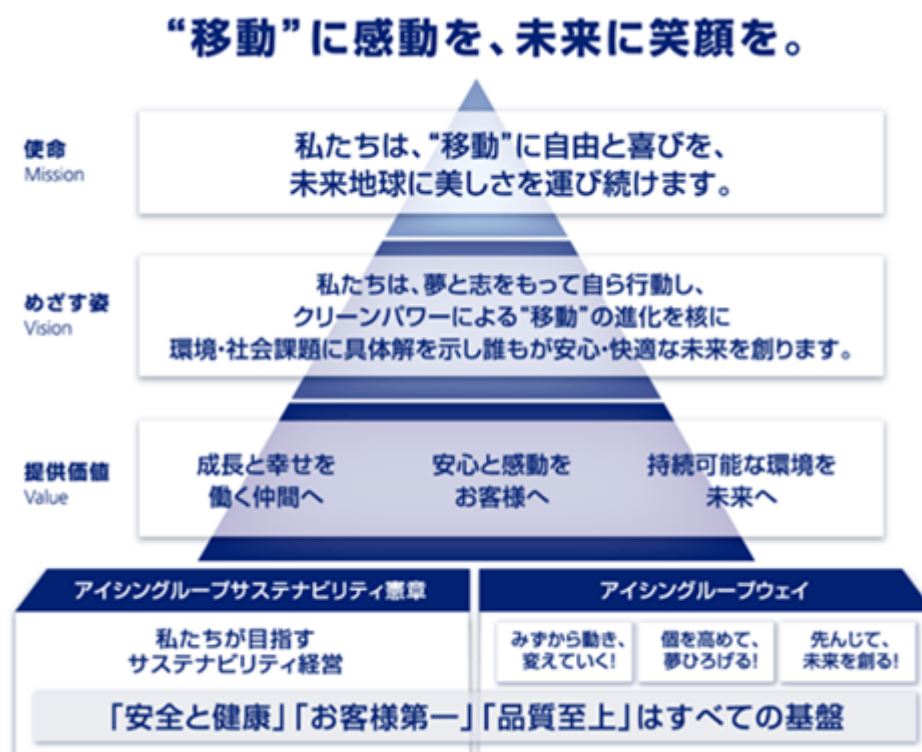 “移動”に感動を、未来に笑顔を。
使命
Mission
私たちは、“移動”に自由と喜びを、
未来地球に美しさを運び続けます。
めざす姿
Vision
私たちは、夢と志をもって自ら行動し、
クリーンパワーによる“移動”の進化を核に
環境・社会課題に具体解を示し誰もが安心・快適な未来を創ります。
提供価値
Value
成長と幸せを
働く仲間へ
安心と感動を
お客様へ
持続可能な環境を
未来へ
アイシングループサステナビリティ憲章
私たちが目指す
サステナビリティ経営
アイシングループウェイ
みずから動き、
変えていく!
個を高めて、
夢ひろげる!
先んじて、
未来を創る!
「安全と健康」「お客様第一」「品質至上」はすべての基盤